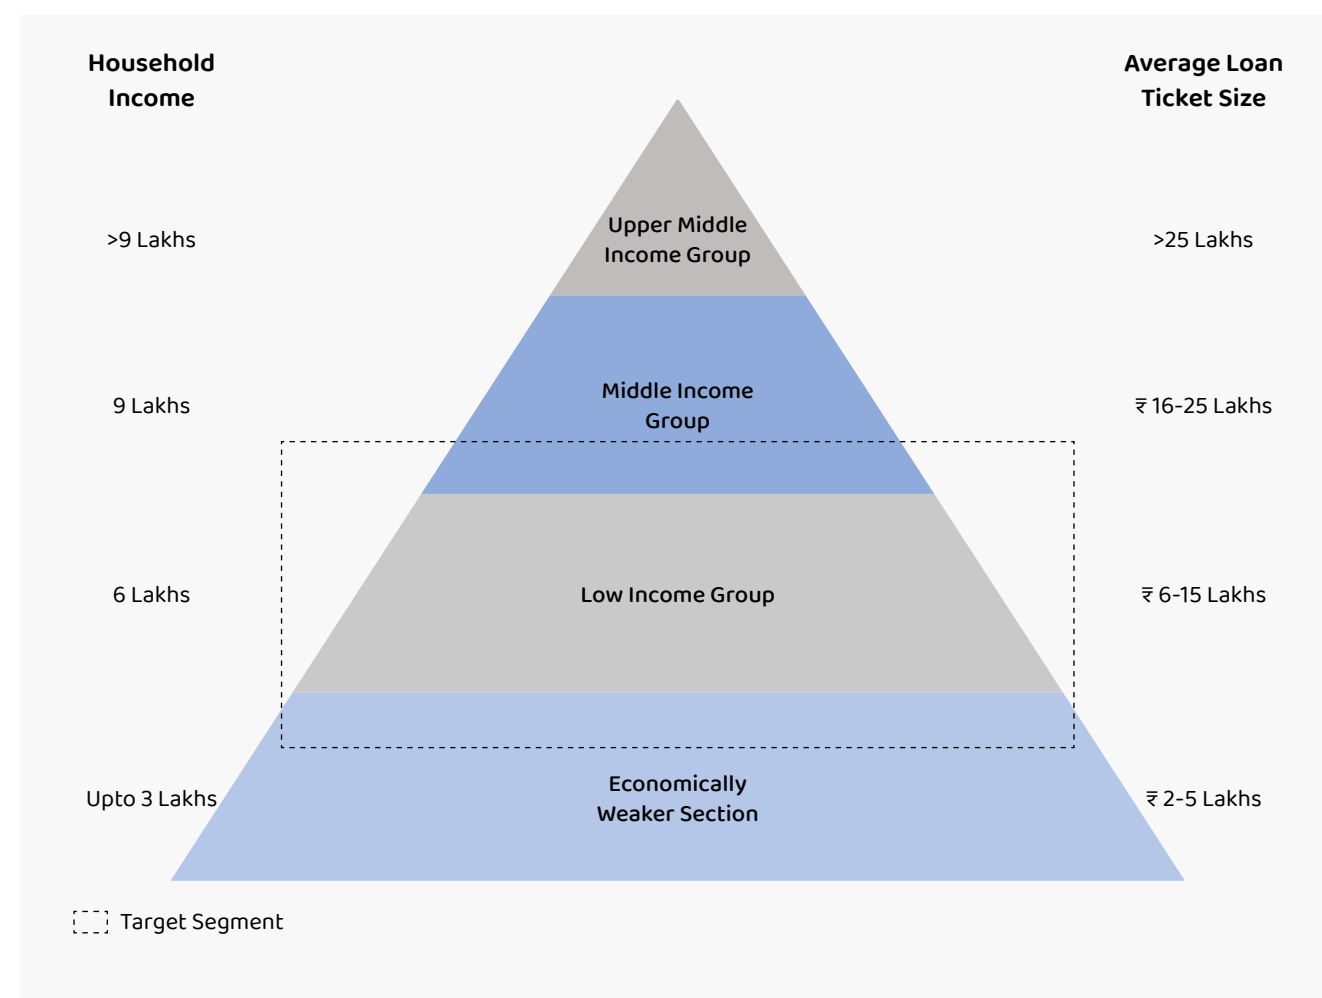 Household
Income
Average Loan
Ticket Size
>9 Lakhs
Upper Middle
Income Group
>25 Lakhs
9 Lakhs
Middle Income
Group
₹ 16-25 Lakhs
6 Lakhs
Low Income Group
₹ 6-15 Lakhs
Upto 3 Lakhs
Economically
Weaker Section
₹ 2-5 Lakhs
Target Segment